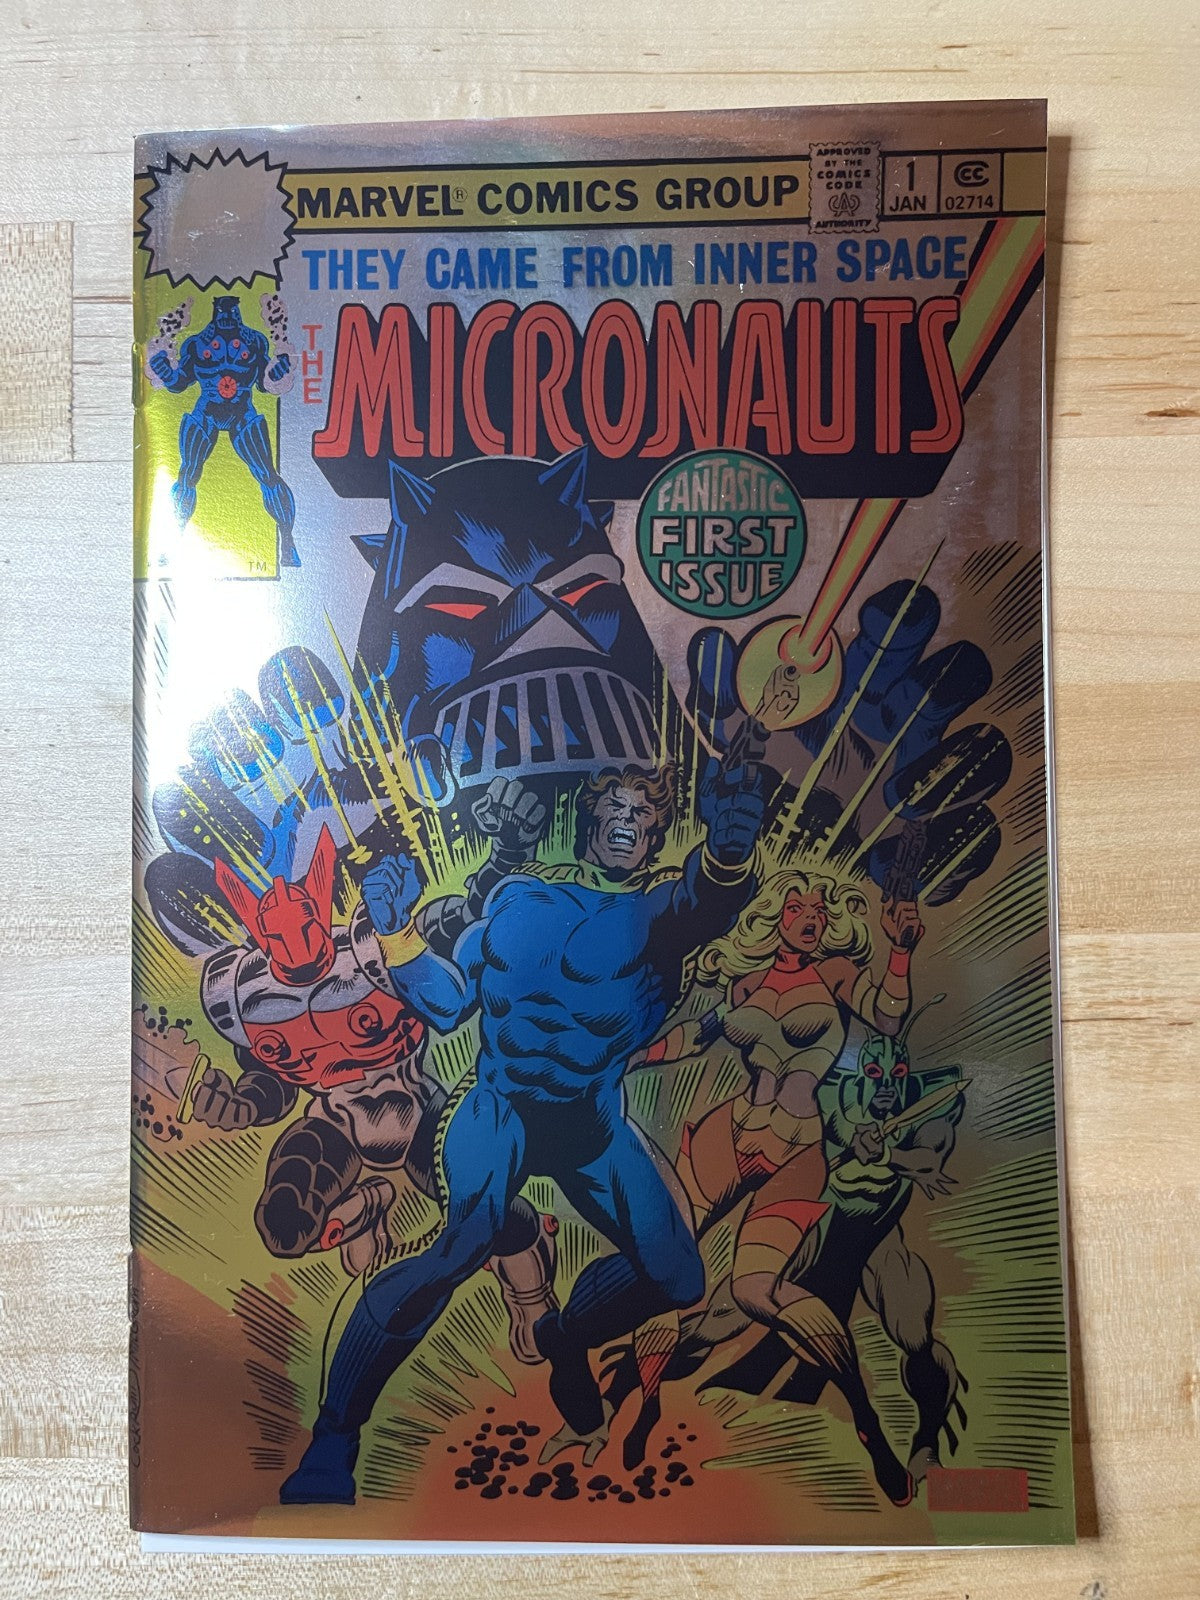 MARVEL® COMICS GROUP
APPROVED
BY THE
COMICS
CODE
AUTHORITY
1
JAN
CC
02714
THEY CAME FROM INNER SPACE
THE
MICRONAUTS
FANTASTIC
FIRST
ISSUE
TM